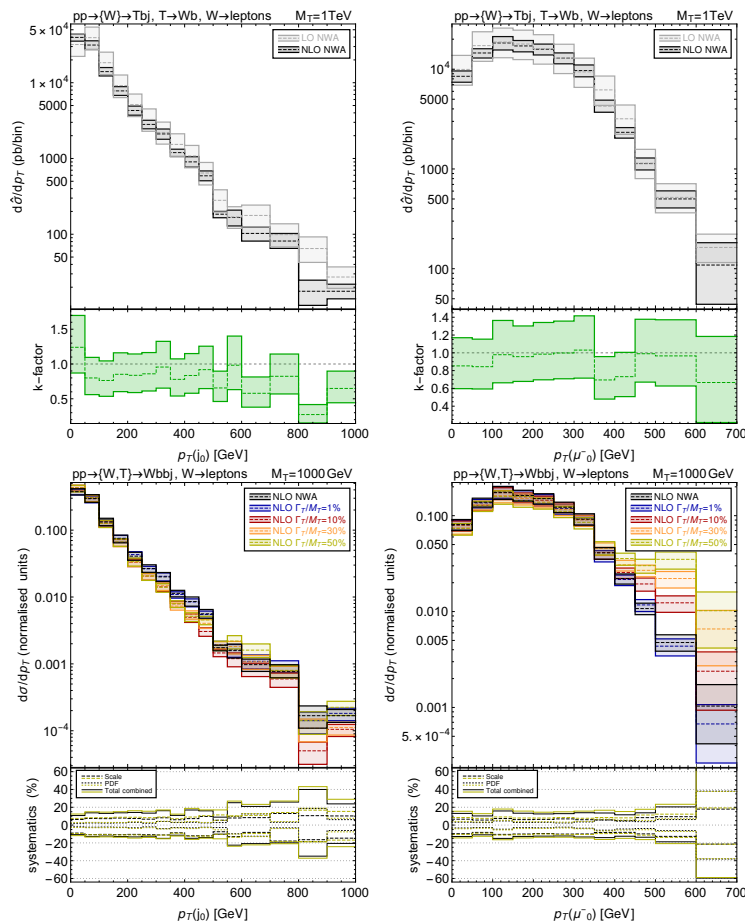 pp→{W}→Tbj, T→Wb, W→leptons M_T=1TeV
LO NWA
NLO NWA
dσ̂/dp_T (pb/bin)
5×10⁴
10⁴
5000
1000
500
100
50
k-factor
1.5
1.0
0.5
0 200 400 600 800 1000
p_T(j₀) [GeV]
pp→{W}→Tbj, T→Wb, W→leptons M_T=1TeV
LO NWA
NLO NWA
dσ̂/dp_T (pb/bin)
10⁴
5000
1000
500
100
50
k-factor
1.4
1.2
1.0
0.8
0.6
0.4
0 100 200 300 400 500 600 700
p_T(μ⁻₀) [GeV]
pp→{W,T}→Wbbj, W→leptons M_T=1000GeV
NLO NWA
NLO Γ_T/M_T=1%
NLO Γ_T/M_T=10%
NLO Γ_T/M_T=30%
NLO Γ_T/M_T=50%
dσ/dp_T (normalised units)
0.100
0.010
0.001
10⁻⁴
Scale
PDF
Total combined
systematics (%)
60
40
20
0
−20
−40
−60
0 200 400 600 800 1000
p_T(j₀) [GeV]
pp→{W,T}→Wbbj, W→leptons M_T=1000GeV
NLO NWA
NLO Γ_T/M_T=1%
NLO Γ_T/M_T=10%
NLO Γ_T/M_T=30%
NLO Γ_T/M_T=50%
dσ/dp_T (normalised units)
0.100
0.050
0.010
0.005
0.001
5.×10⁻⁴
Scale
PDF
Total combined
systematics (%)
60
40
20
0
−20
−40
−60
0 100 200 300 400 500 600 700
p_T(μ⁻₀) [GeV]